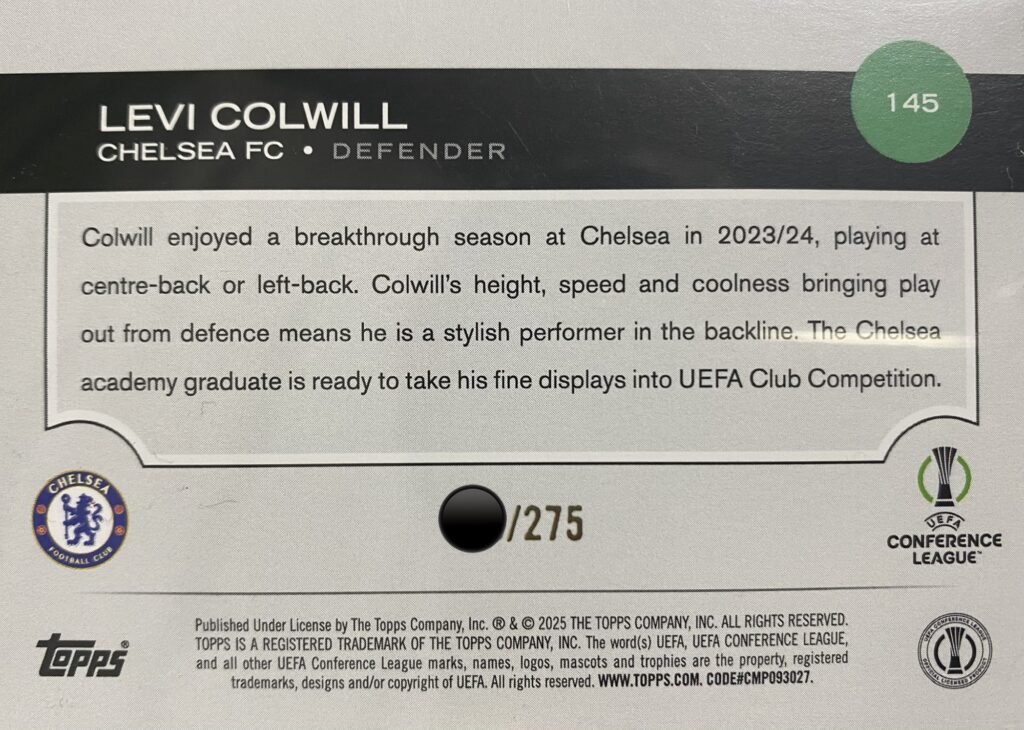 LEVI COLWILL
CHELSEA FC • DEFENDER
145
Colwill enjoyed a breakthrough season at Chelsea in 2023/24, playing at
centre-back or left-back. Colwill's height, speed and coolness bringing play
out from defence means he is a stylish performer in the backline. The Chelsea
academy graduate is ready to take his fine displays into UEFA Club Competition.
CHELSEA
FOOTBALL CLUB
/275
UEFA
CONFERENCE
LEAGUE™
Topps®
Published Under License by The Topps Company, Inc. ® & © 2025 THE TOPPS COMPANY, INC. ALL RIGHTS RESERVED.
TOPPS IS A REGISTERED TRADEMARK OF THE TOPPS COMPANY, INC. The word(s) UEFA, UEFA CONFERENCE LEAGUE,
and all other UEFA Conference League marks, names, logos, mascots and trophies are the property, registered
trademarks, designs and/or copyright of UEFA. All rights reserved. WWW.TOPPS.COM. CODE#CMP093027.
UEFA CONFERENCE LEAGUE
OFFICIAL LICENSED PRODUCT